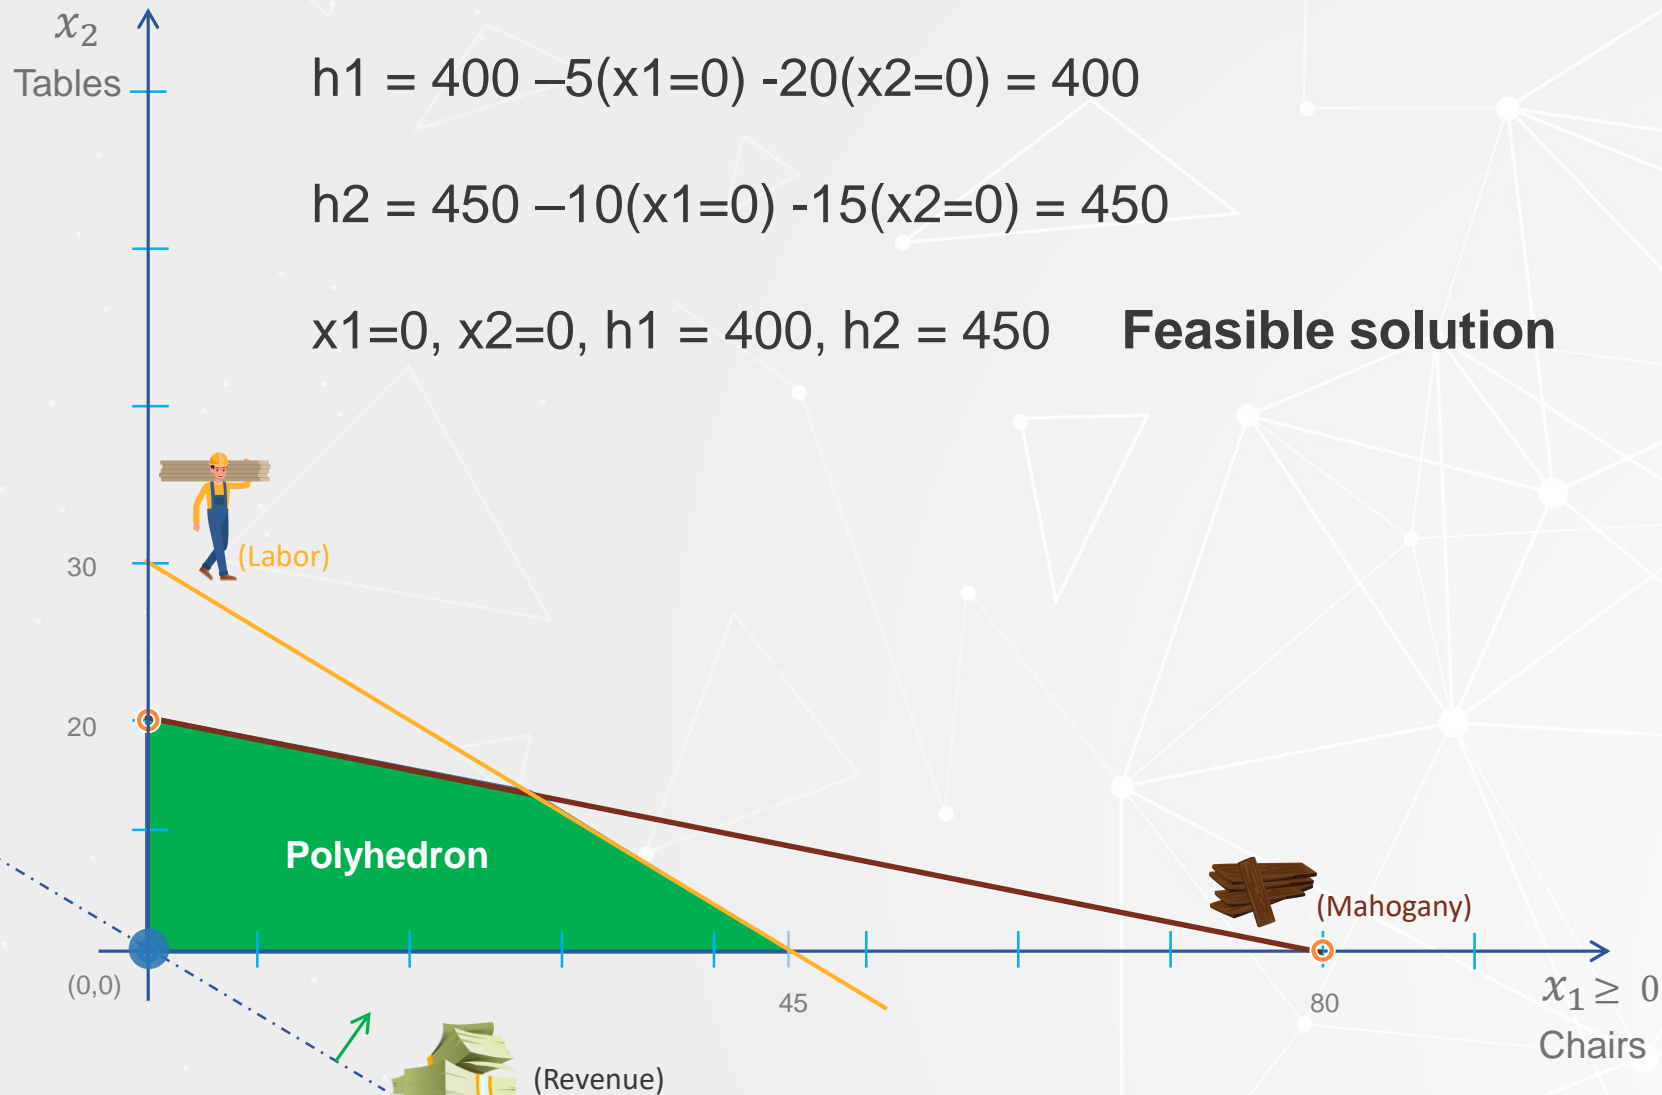 x₂
Tables
h1 = 400 –5(x1=0) -20(x2=0) = 400
h2 = 450 –10(x1=0) -15(x2=0) = 450
x1=0, x2=0, h1 = 400, h2 = 450 Feasible solution
(Labor)
30
20
Polyhedron
(Mahogany)
(0,0)
45
80
x₁ ≥ 0
Chairs
(Revenue)